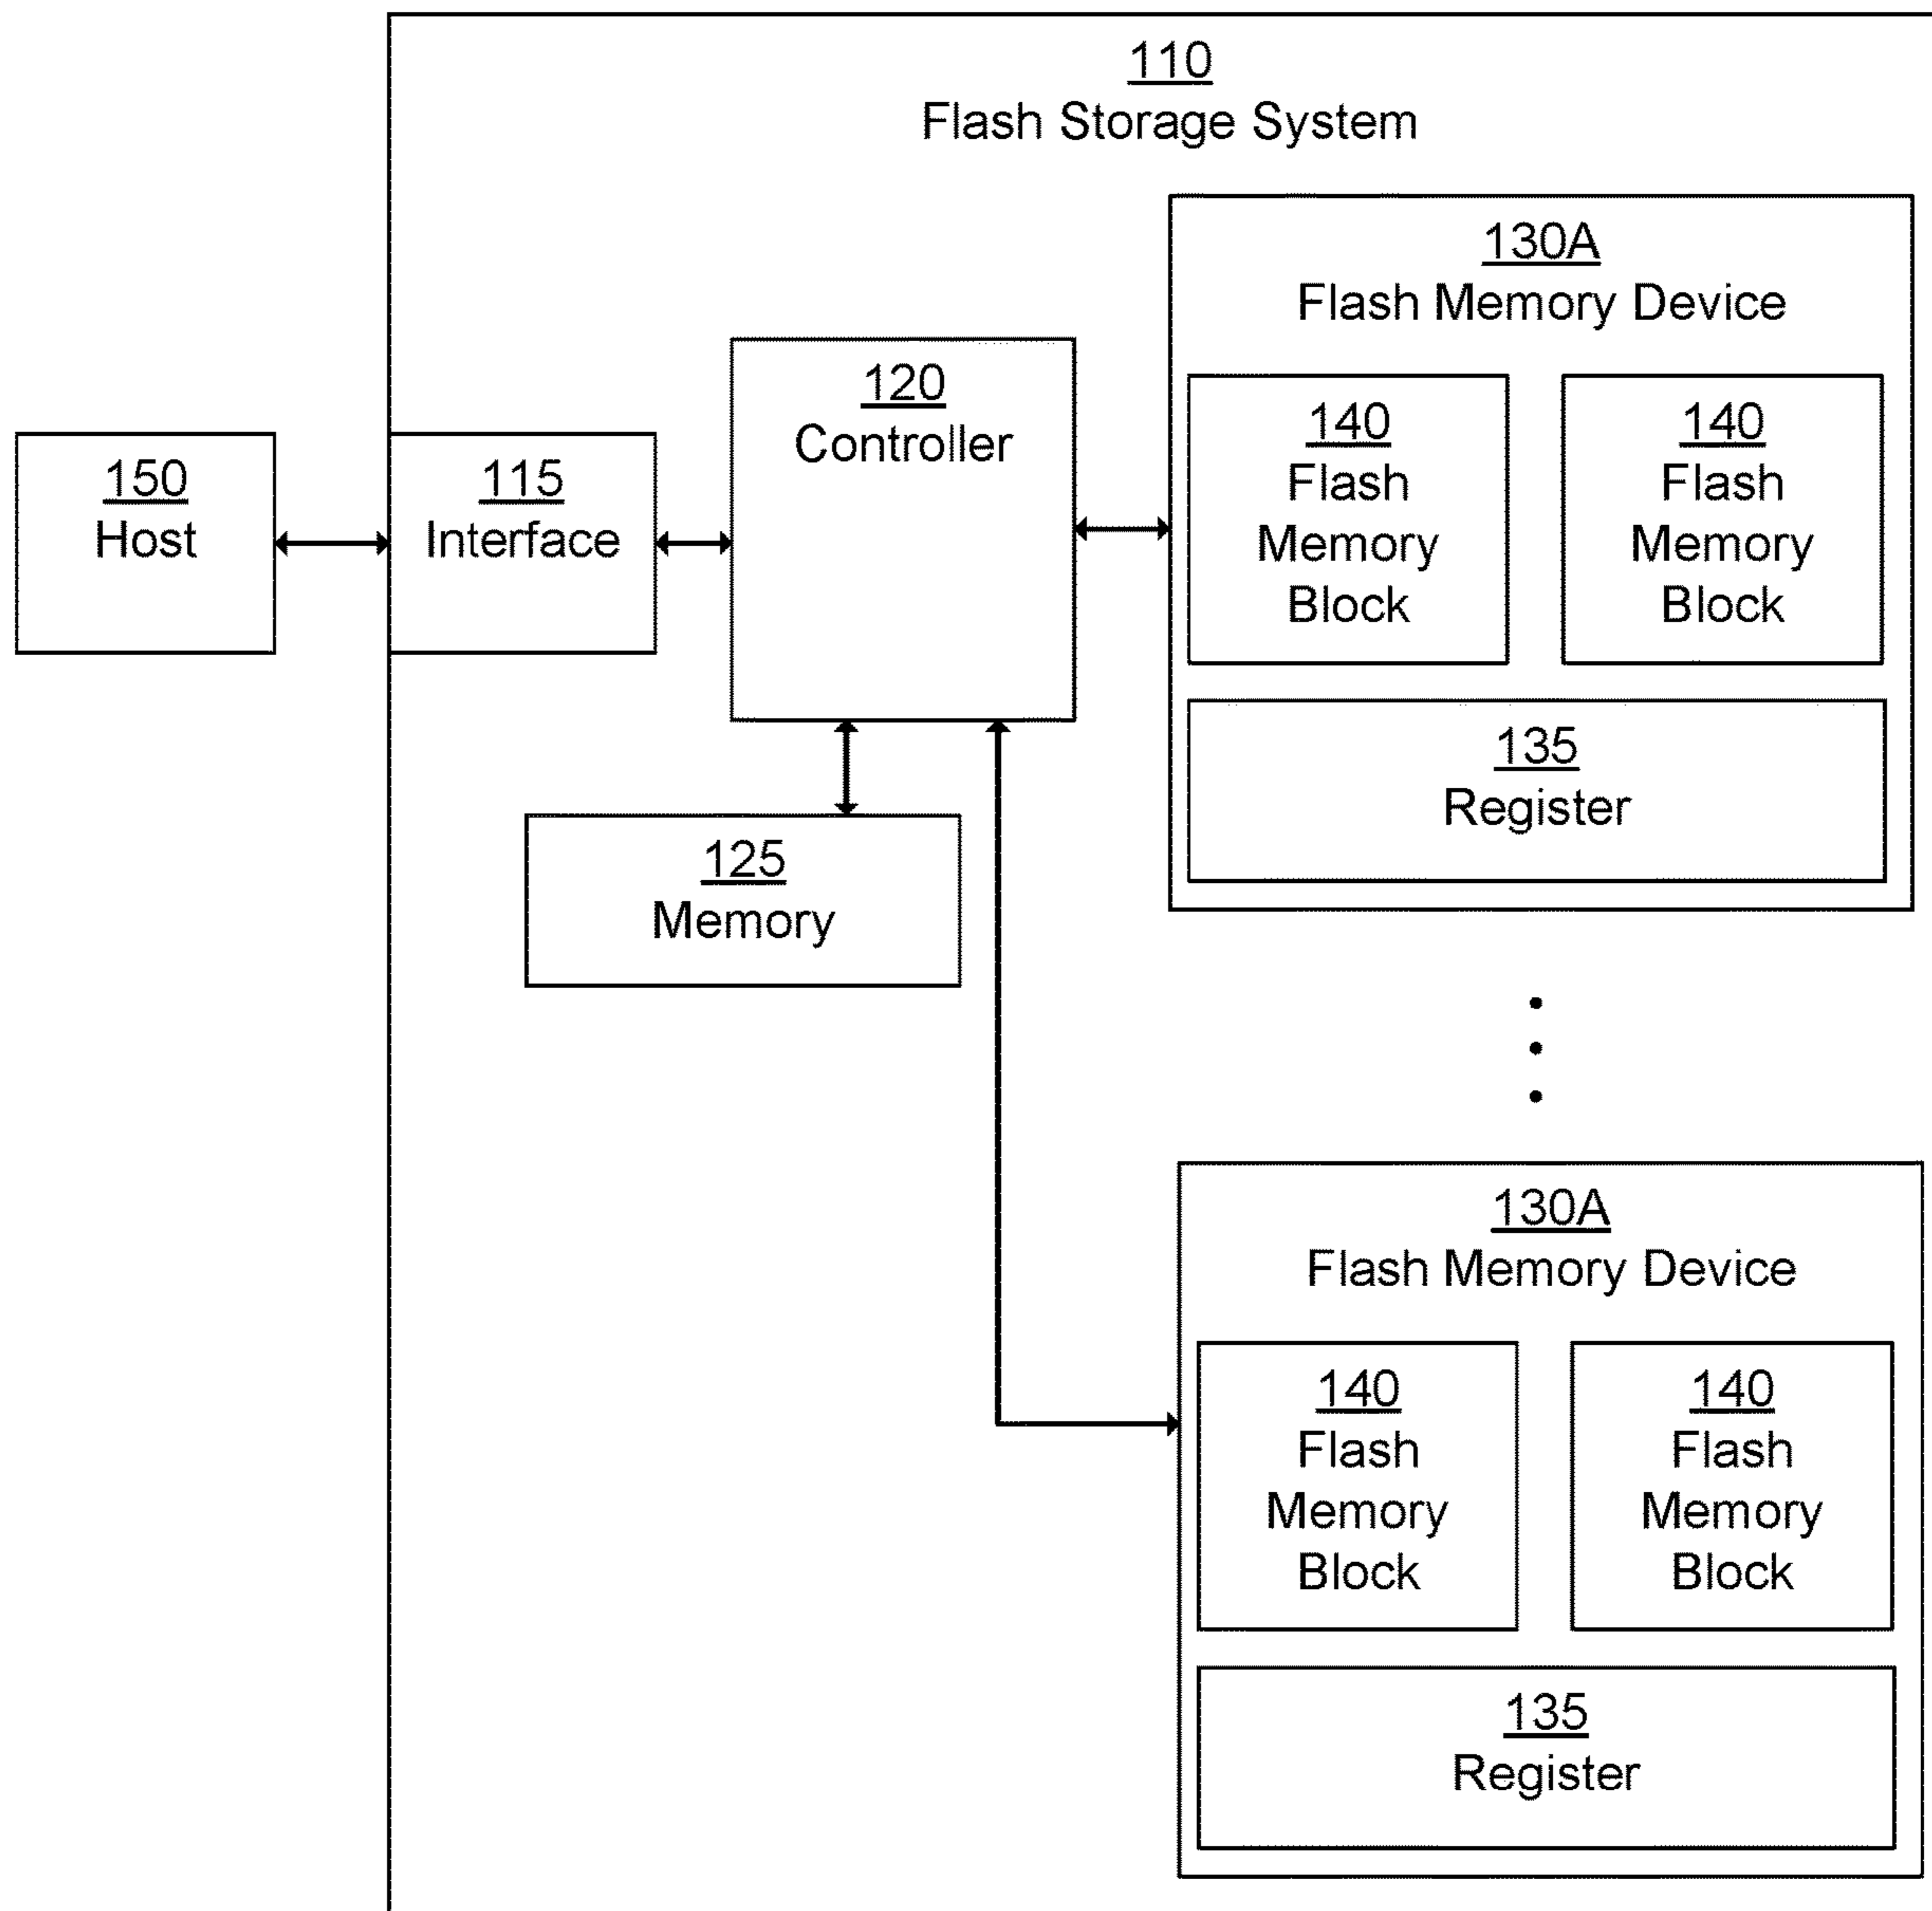 110
Flash Storage System
130A
Flash Memory Device
120
Controller
140
Flash
Memory
Block
140
Flash
Memory
Block
150
Host
115
Interface
135
Register
125
Memory
130A
Flash Memory Device
140
Flash
Memory
Block
140
Flash
Memory
Block
135
Register